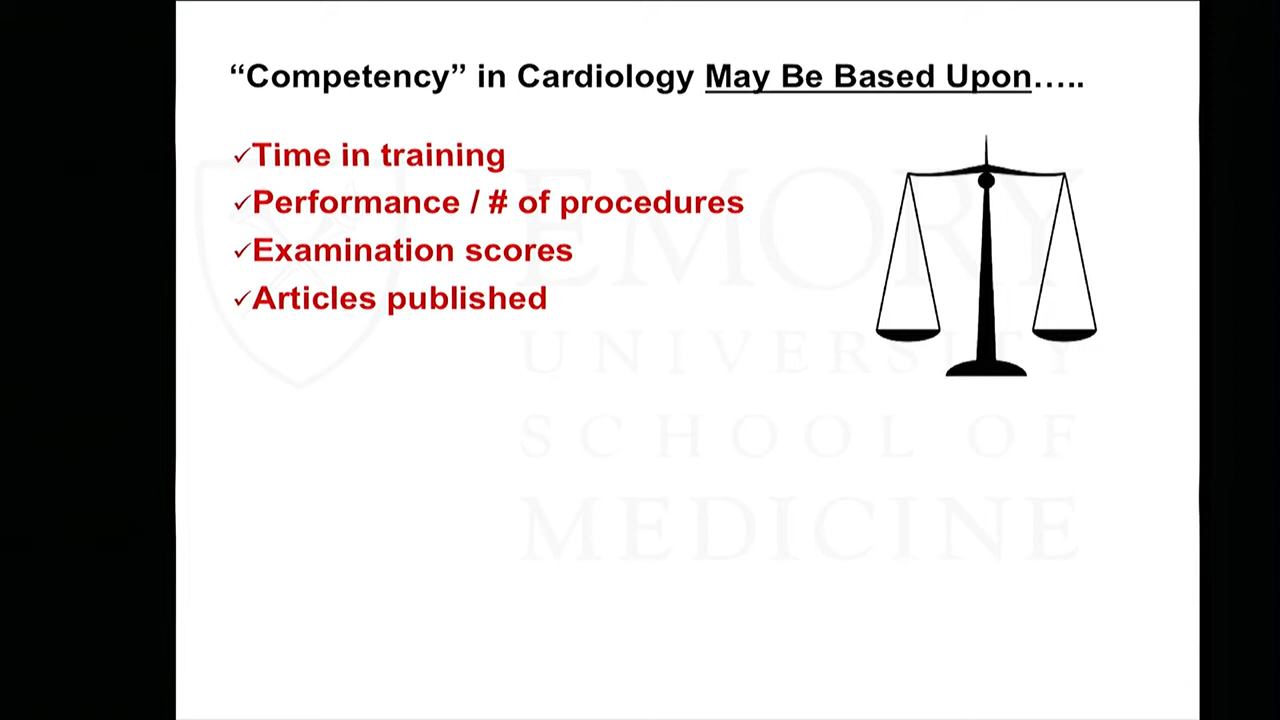 “Competency” in Cardiology May Be Based Upon…..
✓Time in training
✓Performance / # of procedures
✓Examination scores
✓Articles published
EMORY
UNIVERSITY
SCHOOL OF
MEDICINE